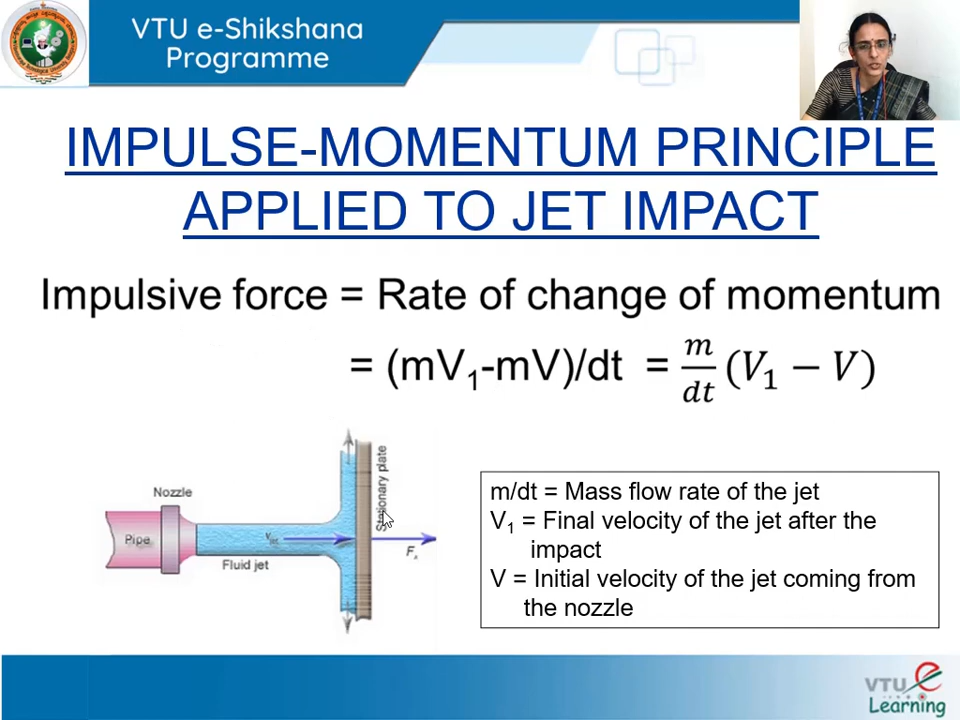 VTU e-Shikshana
Programme
IMPULSE-MOMENTUM PRINCIPLE
APPLIED TO JET IMPACT
Impulsive force = Rate of change of momentum
= (mV₁-mV)/dt = m/dt (V₁ − V)
Nozzle
Pipe
Fluid jet
Stationary plate
Fₓ
m/dt = Mass flow rate of the jet
V₁ = Final velocity of the jet after the
impact
V = Initial velocity of the jet coming from
the nozzle
VTU e
Learning